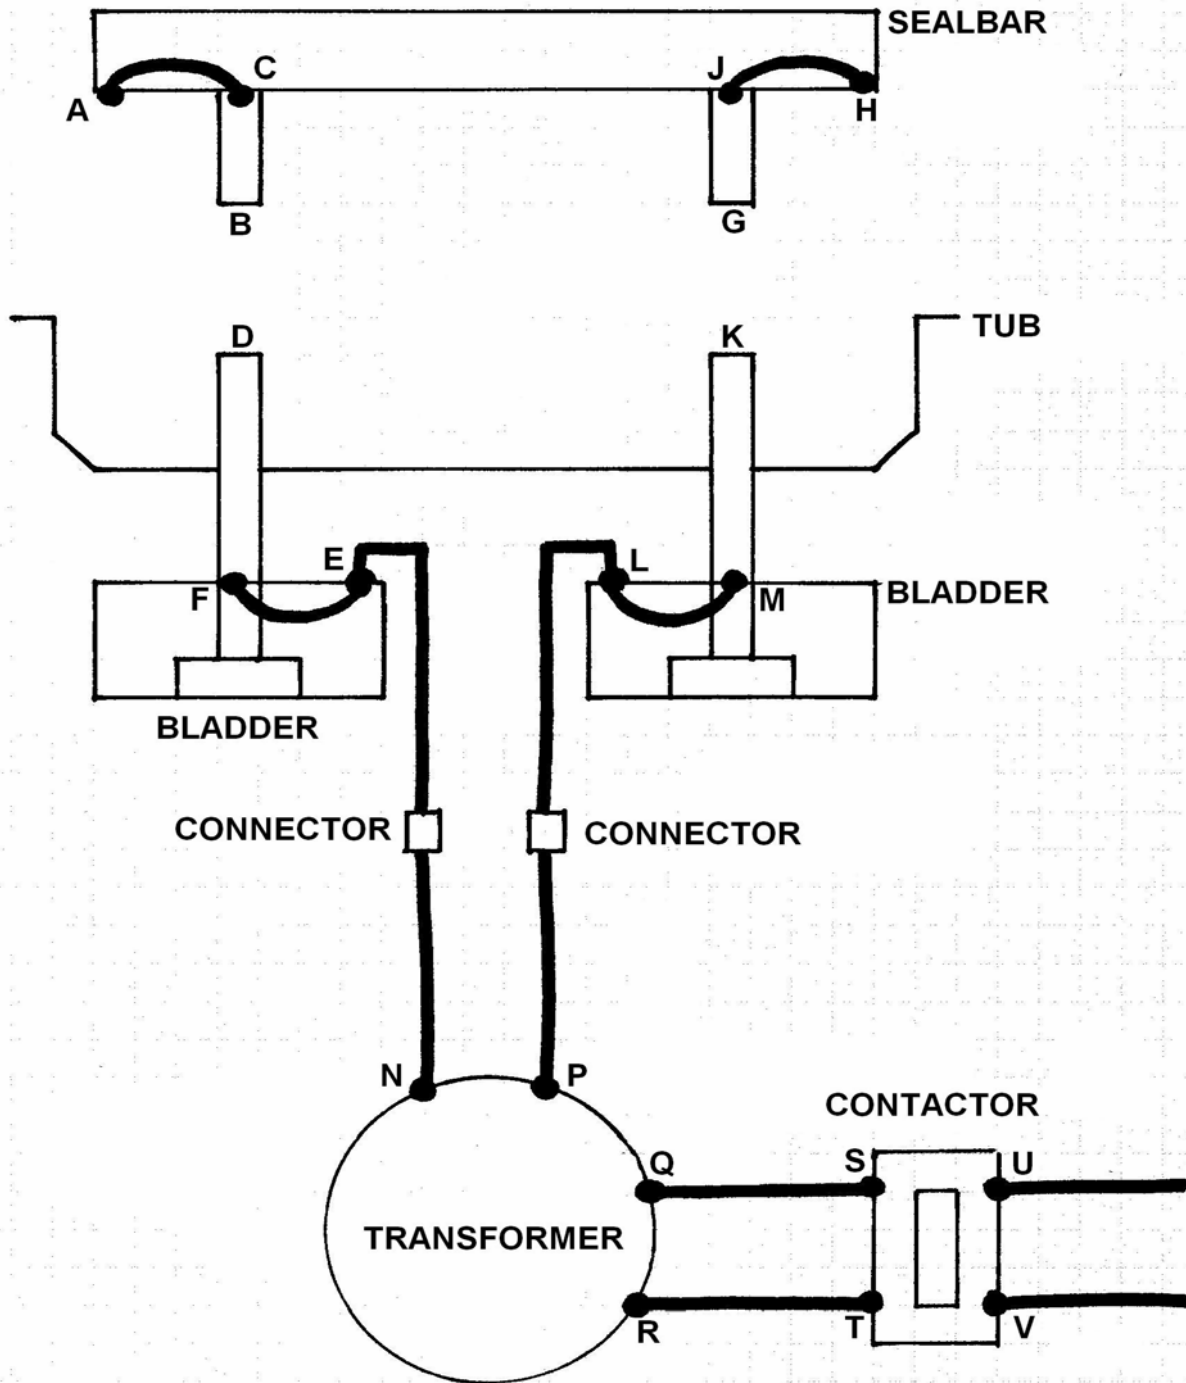 SEALBAR
C
J
A
H
B
G
D
K
TUB
E
L
F
M
BLADDER
BLADDER
CONNECTOR
CONNECTOR
N
P
CONTACTOR
Q
S
U
TRANSFORMER
R
T
V